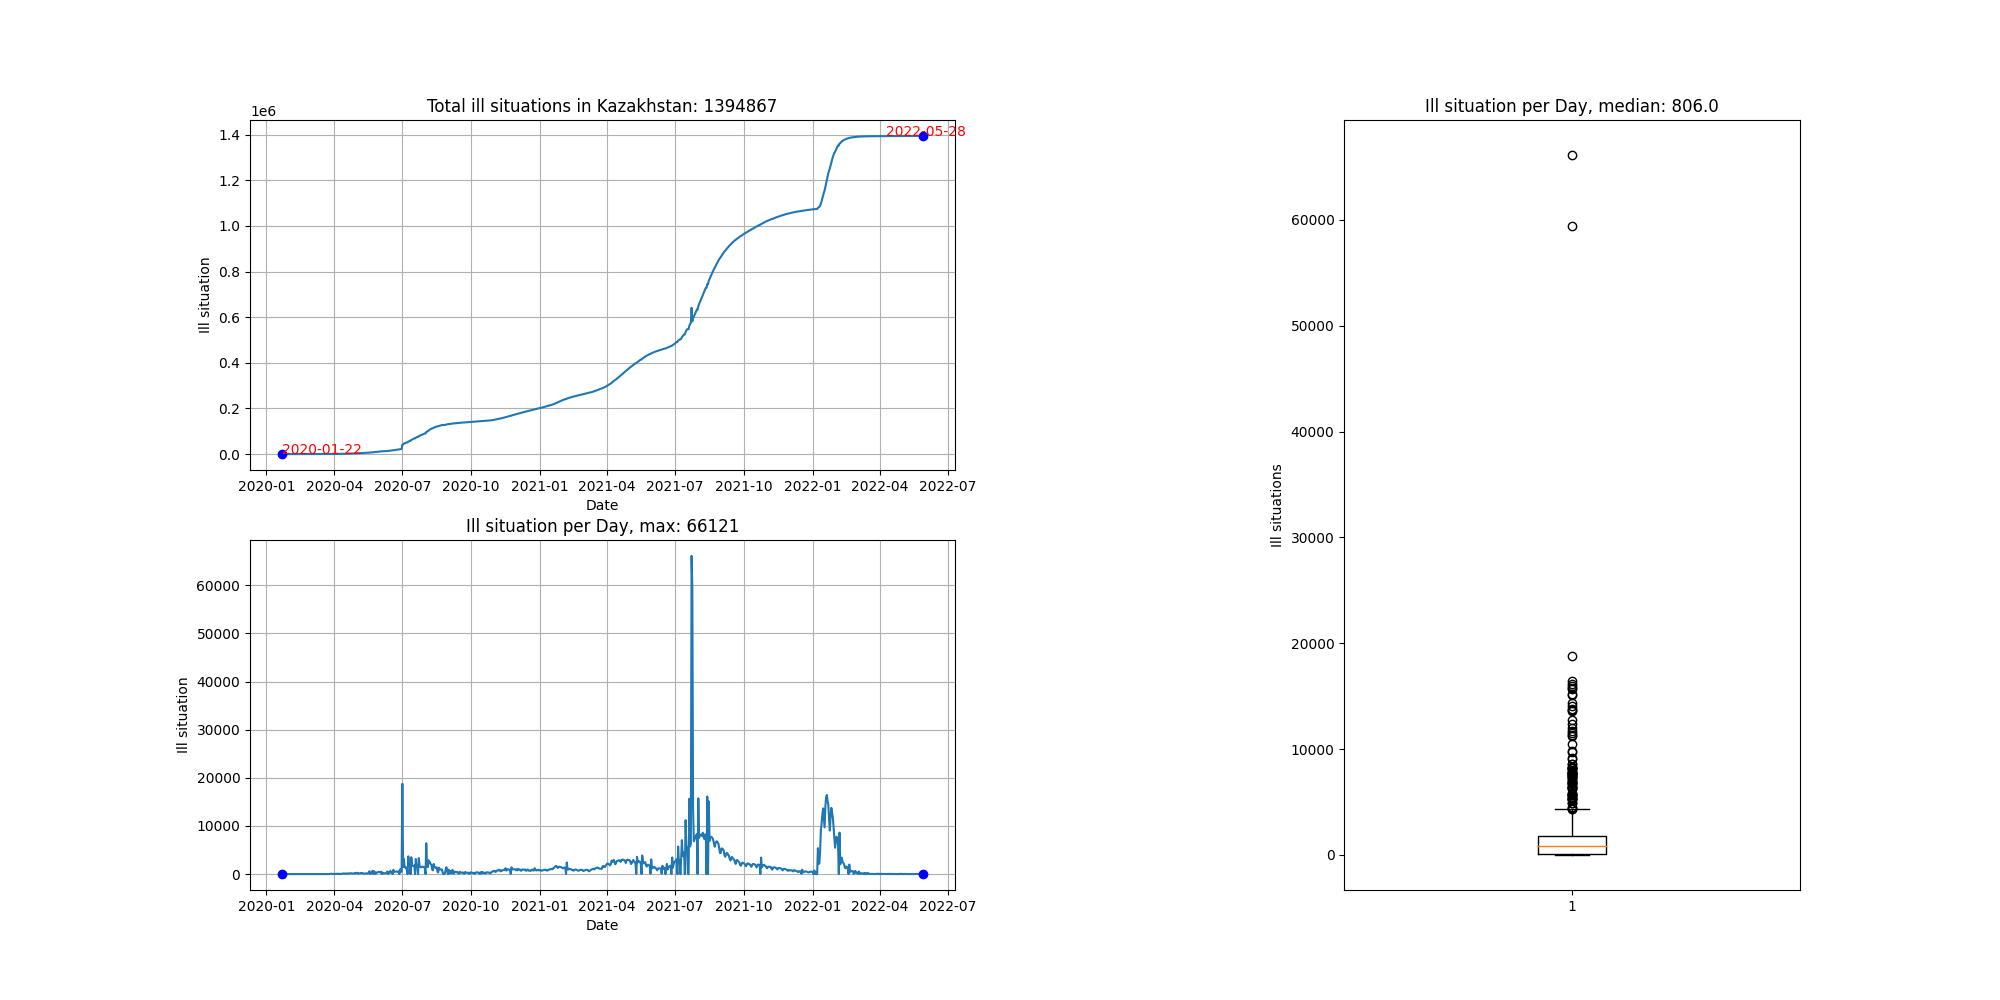 Total ill situations in Kazakhstan: 1394867
1e6
1.4
1.2
1.0
0.8
0.6
0.4
0.2
0.0
Ill situation
2020-01-22
2022-05-28
2020-01 2020-04 2020-07 2020-10 2021-01 2021-04 2021-07 2021-10 2022-01 2022-04 2022-07
Date
Ill situation per Day, max: 66121
60000
50000
40000
30000
20000
10000
0
Ill situation
2020-01 2020-04 2020-07 2020-10 2021-01 2021-04 2021-07 2021-10 2022-01 2022-04 2022-07
Date
Ill situation per Day, median: 806.0
60000
50000
40000
30000
20000
10000
0
Ill situations
1